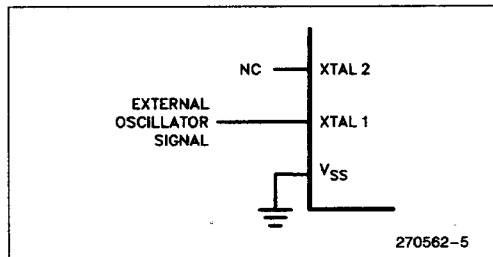 NC
XTAL 2
EXTERNAL
OSCILLATOR
SIGNAL
XTAL 1
VSS
270562-5